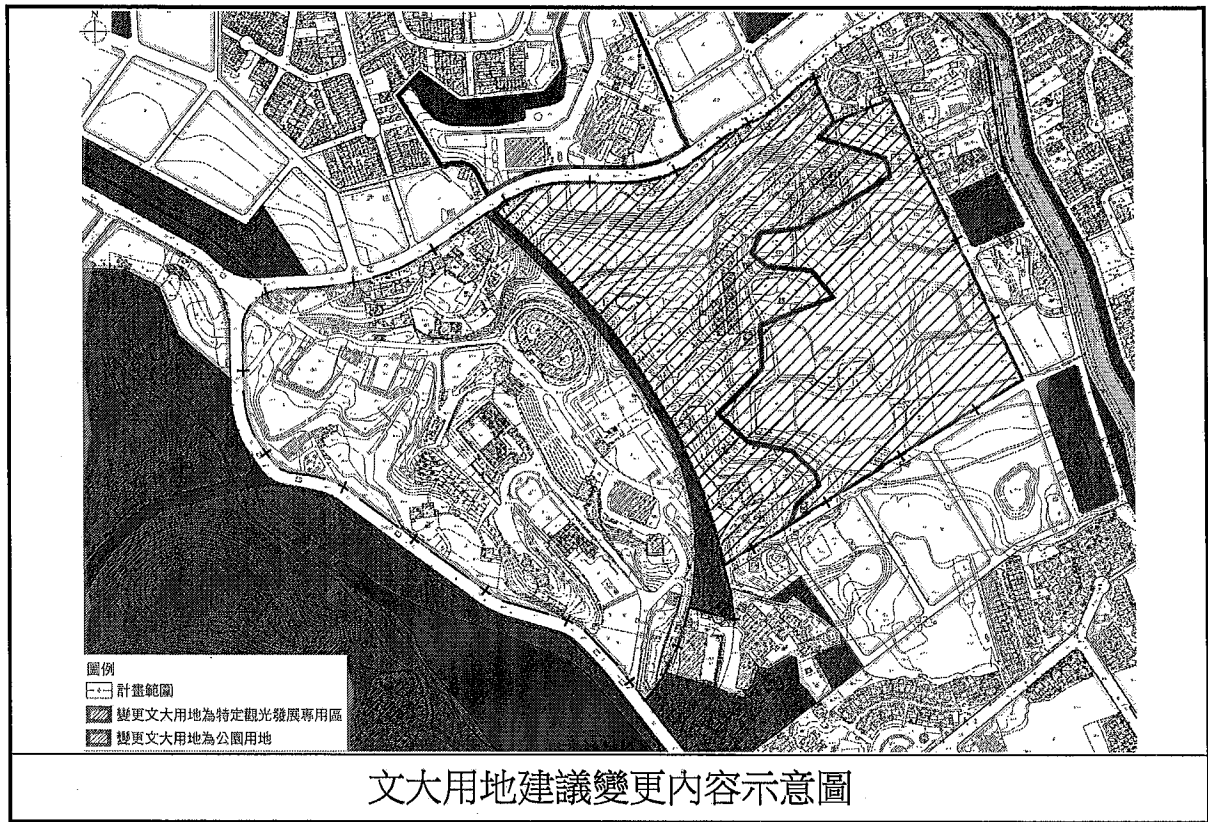 N
圖例
計畫範圍
變更文大用地為特定觀光發展專用區
變更文大用地為公園用地
文大用地建議變更內容示意圖